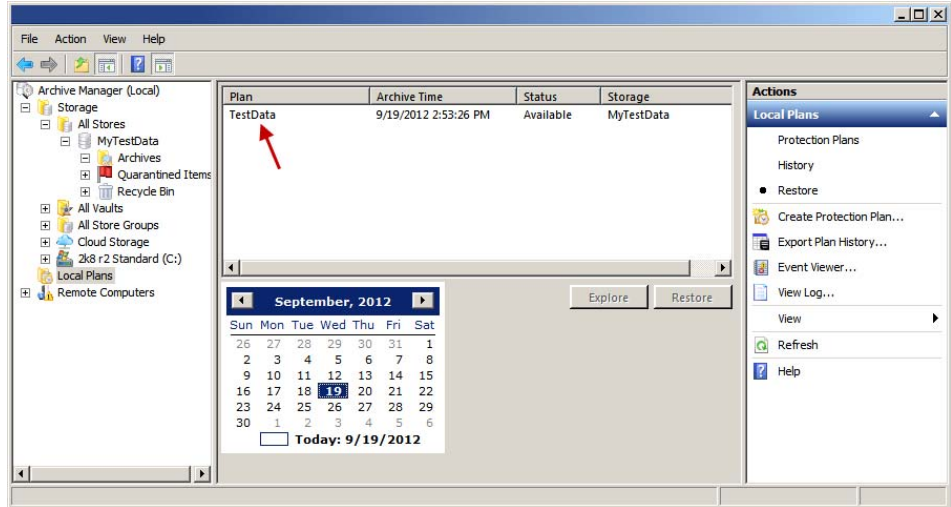 File Action View Help
Archive Manager (Local)
Storage
All Stores
MyTestData
Archives
Quarantined Items
Recycle Bin
All Vaults
All Store Groups
Cloud Storage
2k8 r2 Standard (C:)
Local Plans
Remote Computers
Plan Archive Time Status Storage
TestData 9/19/2012 2:53:26 PM Available MyTestData
Explore Restore
September, 2012
Sun Mon Tue Wed Thu Fri Sat
26 27 28 29 30 31 1
2 3 4 5 6 7 8
9 10 11 12 13 14 15
16 17 18 19 20 21 22
23 24 25 26 27 28 29
30 1 2 3 4 5 6
Today: 9/19/2012
Actions
Local Plans
Protection Plans
History
Restore
Create Protection Plan...
Export Plan History...
Event Viewer...
View Log...
View
Refresh
Help